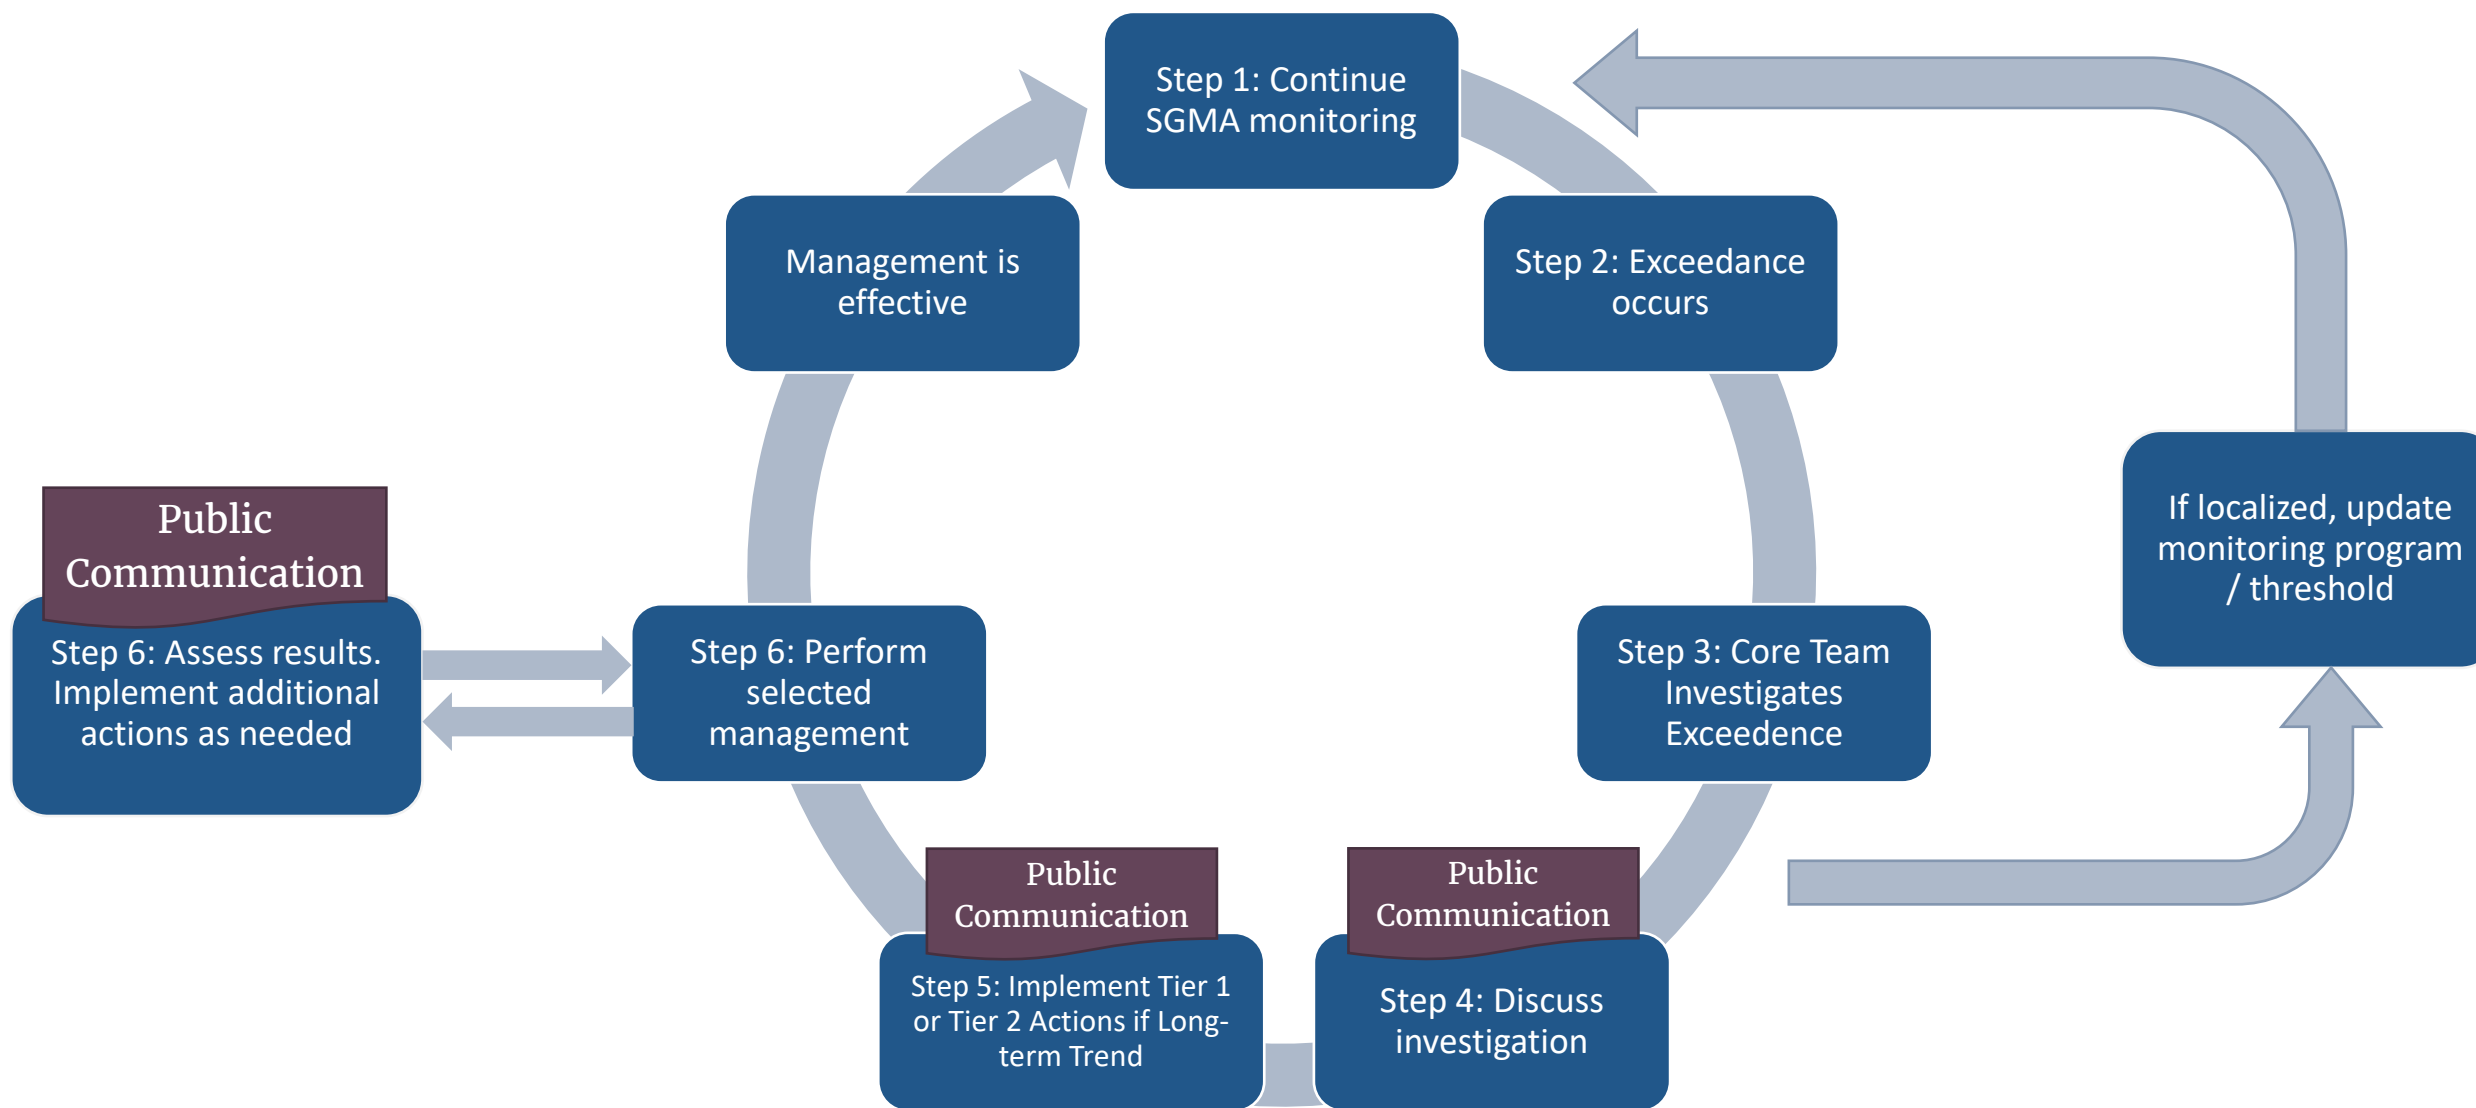 Step 1: Continue
SGMA monitoring
Step 2: Exceedance
occurs
Management is
effective
If localized, update
monitoring program
/ threshold
Public
Communication
Step 6: Assess results.
Implement additional
actions as needed
Step 6: Perform
selected
management
Step 3: Core Team
Investigates
Exceedence
Public
Communication
Step 5: Implement Tier 1
or Tier 2 Actions if Long-
term Trend
Public
Communication
Step 4: Discuss
investigation